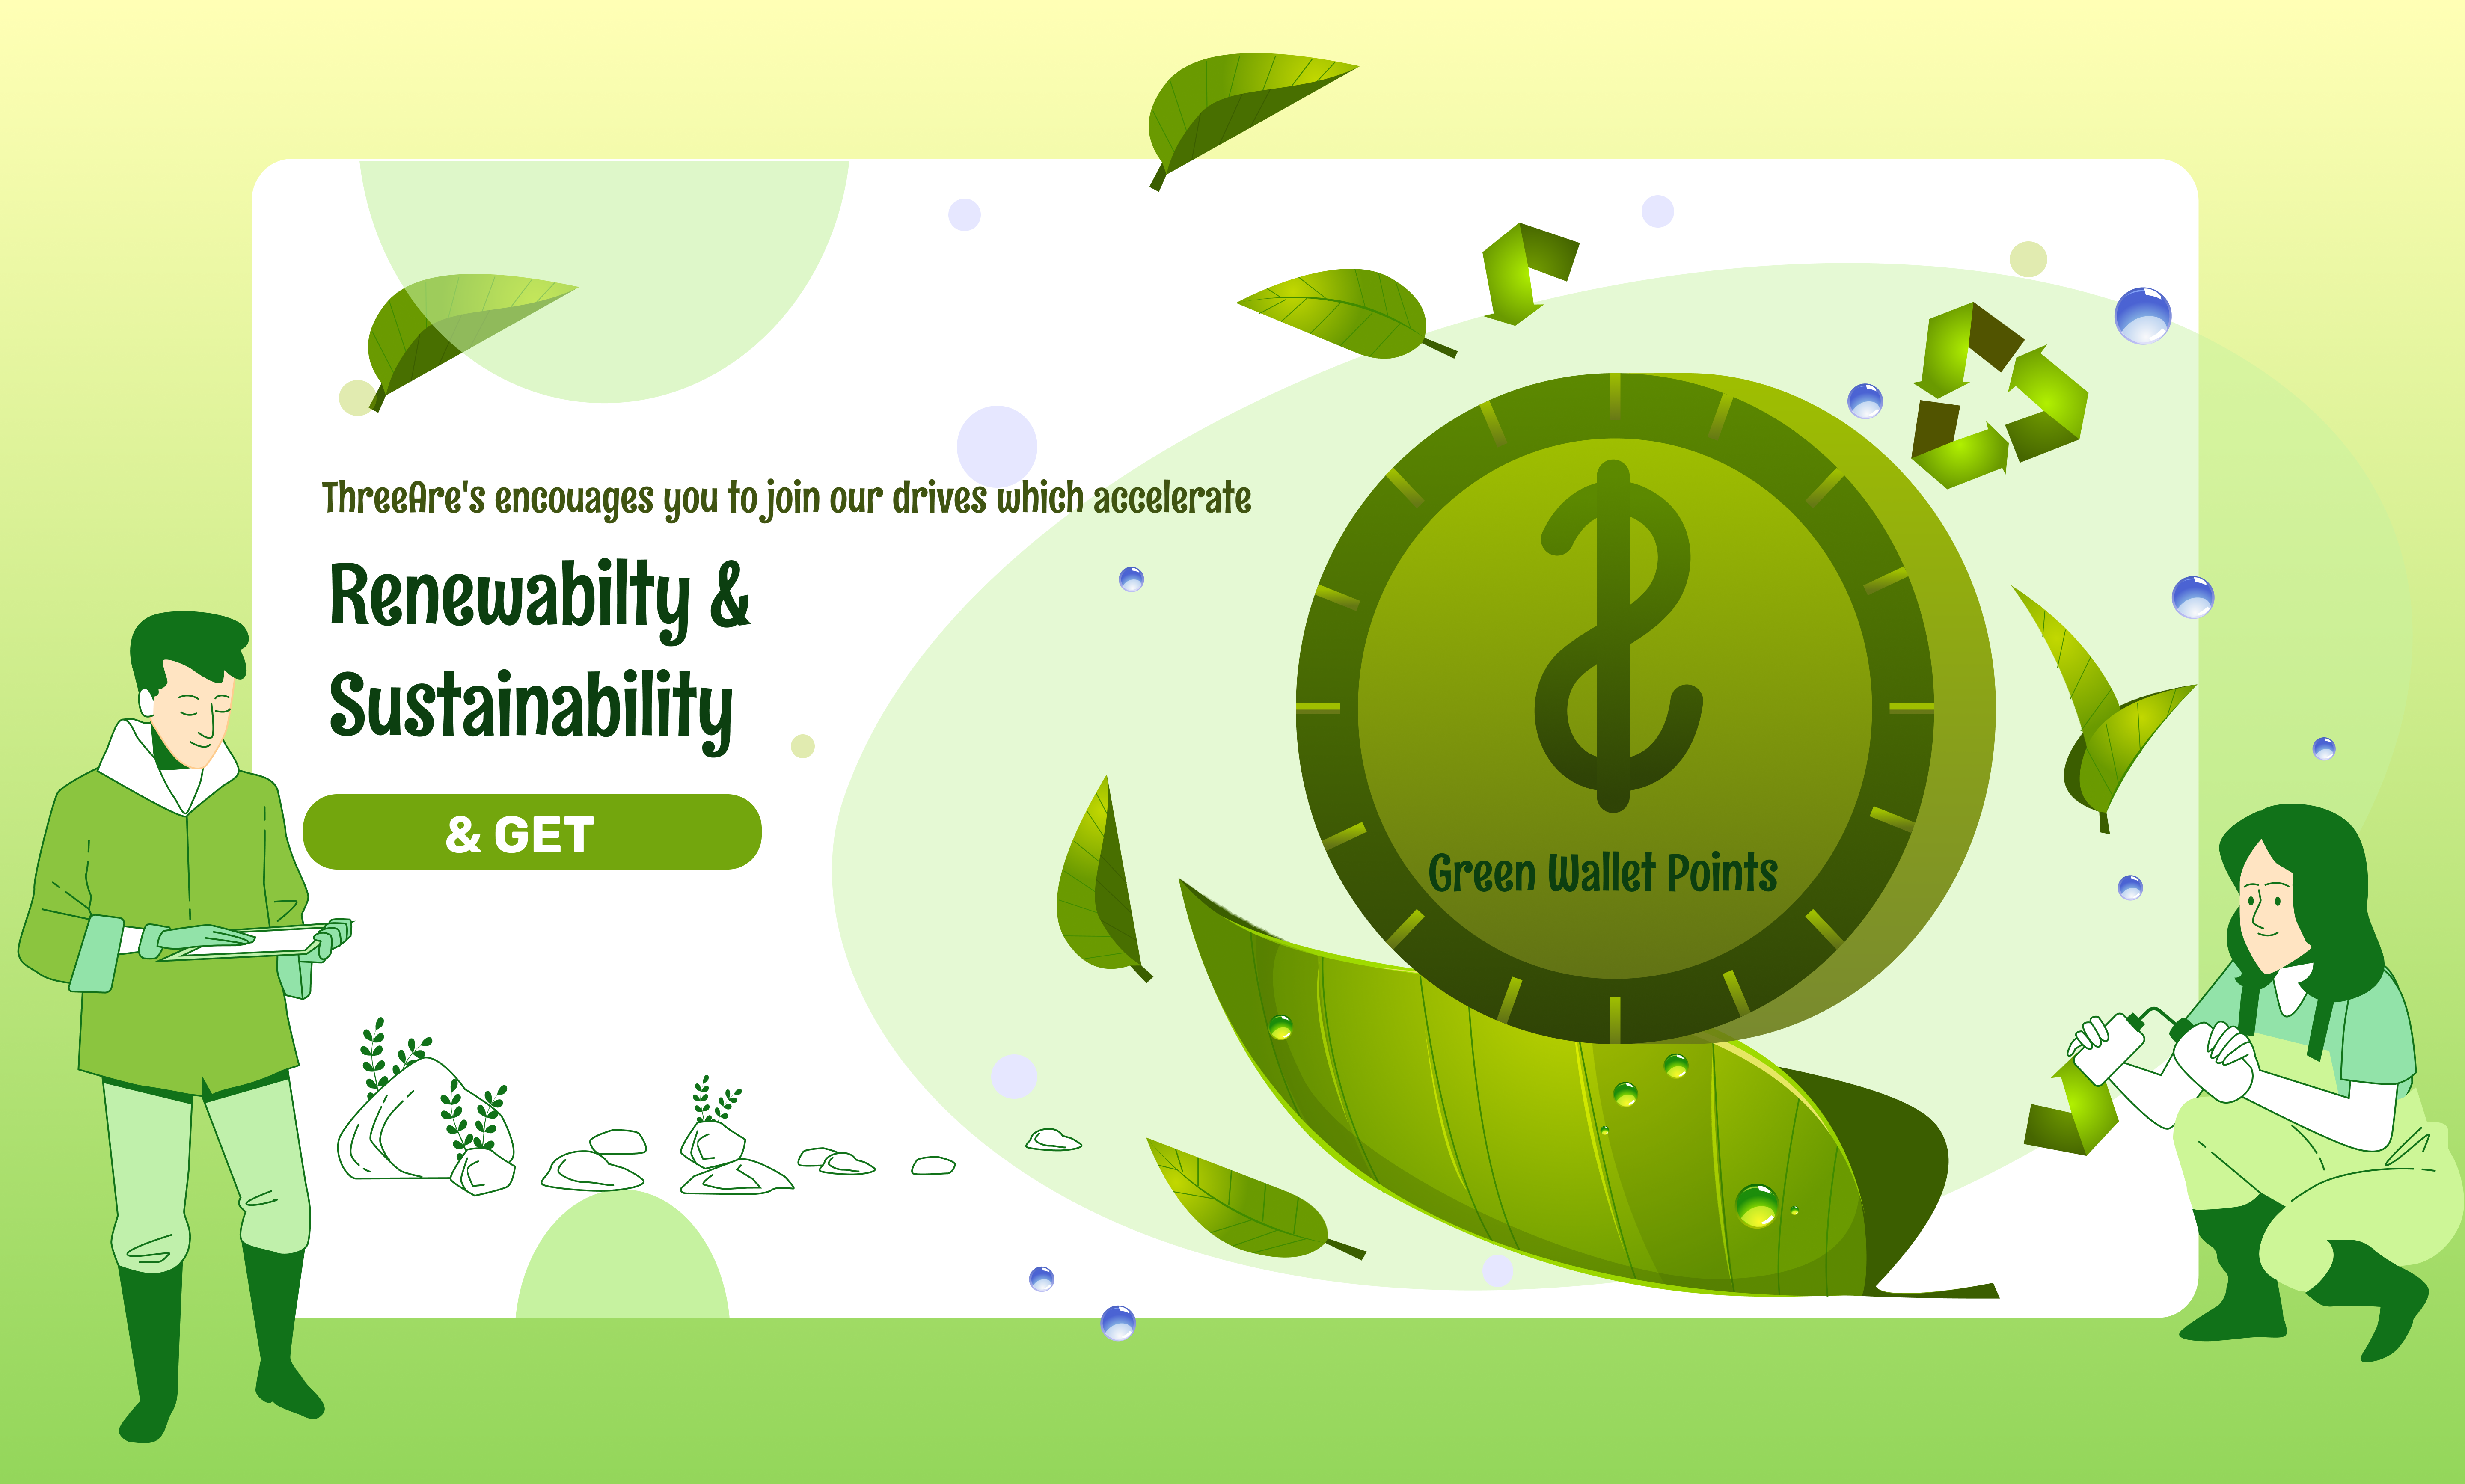 ThreeAre's encouages you to join our drives which accelerate
Renewabilty &
Sustainability
& GET
Green Wallet Points